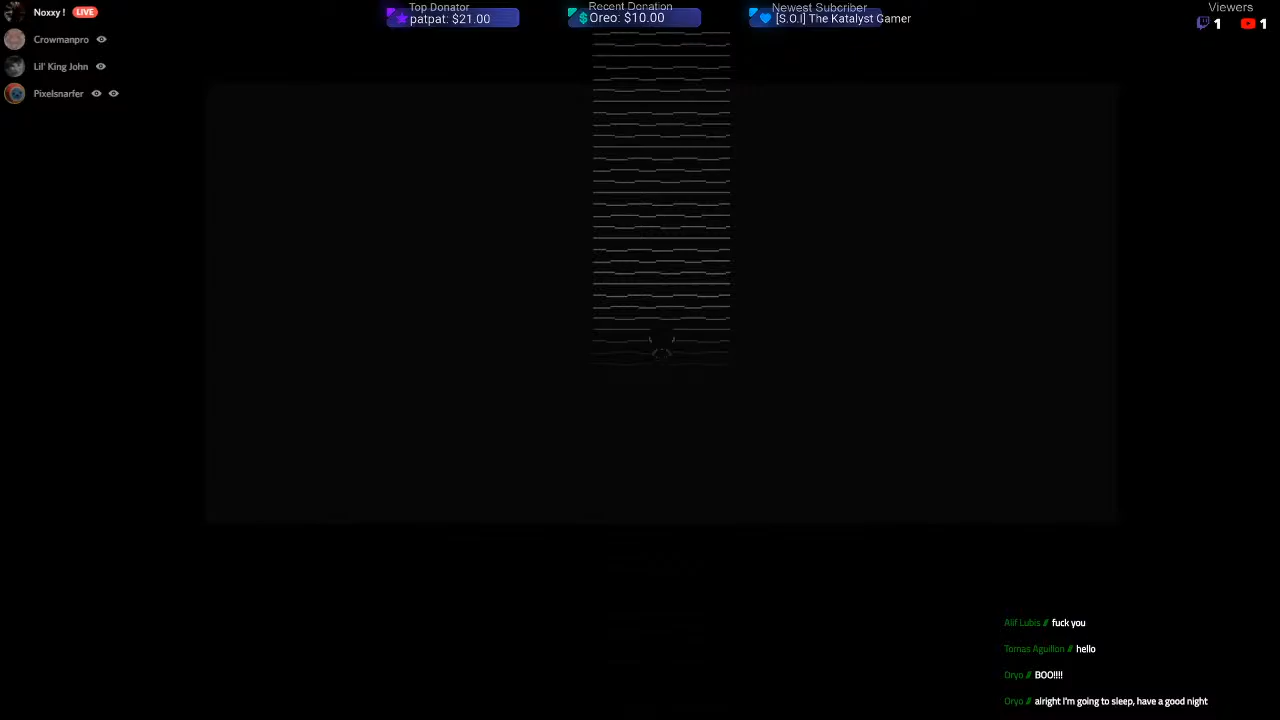 Noxxy ! LIVE
Crowmanpro
Lil' King John
Pixelsnarfer
Top Donator
patpat: $21.00
Recent Donation
Oreo: $10.00
Newest Subcriber
[S.O.I] The Katalyst Gamer
Viewers
1 1
Alif Lubis // fuck you
Tomas Aguillon // hello
Oryo // BOO!!!!
Oryo // alright I'm going to sleep, have a good night